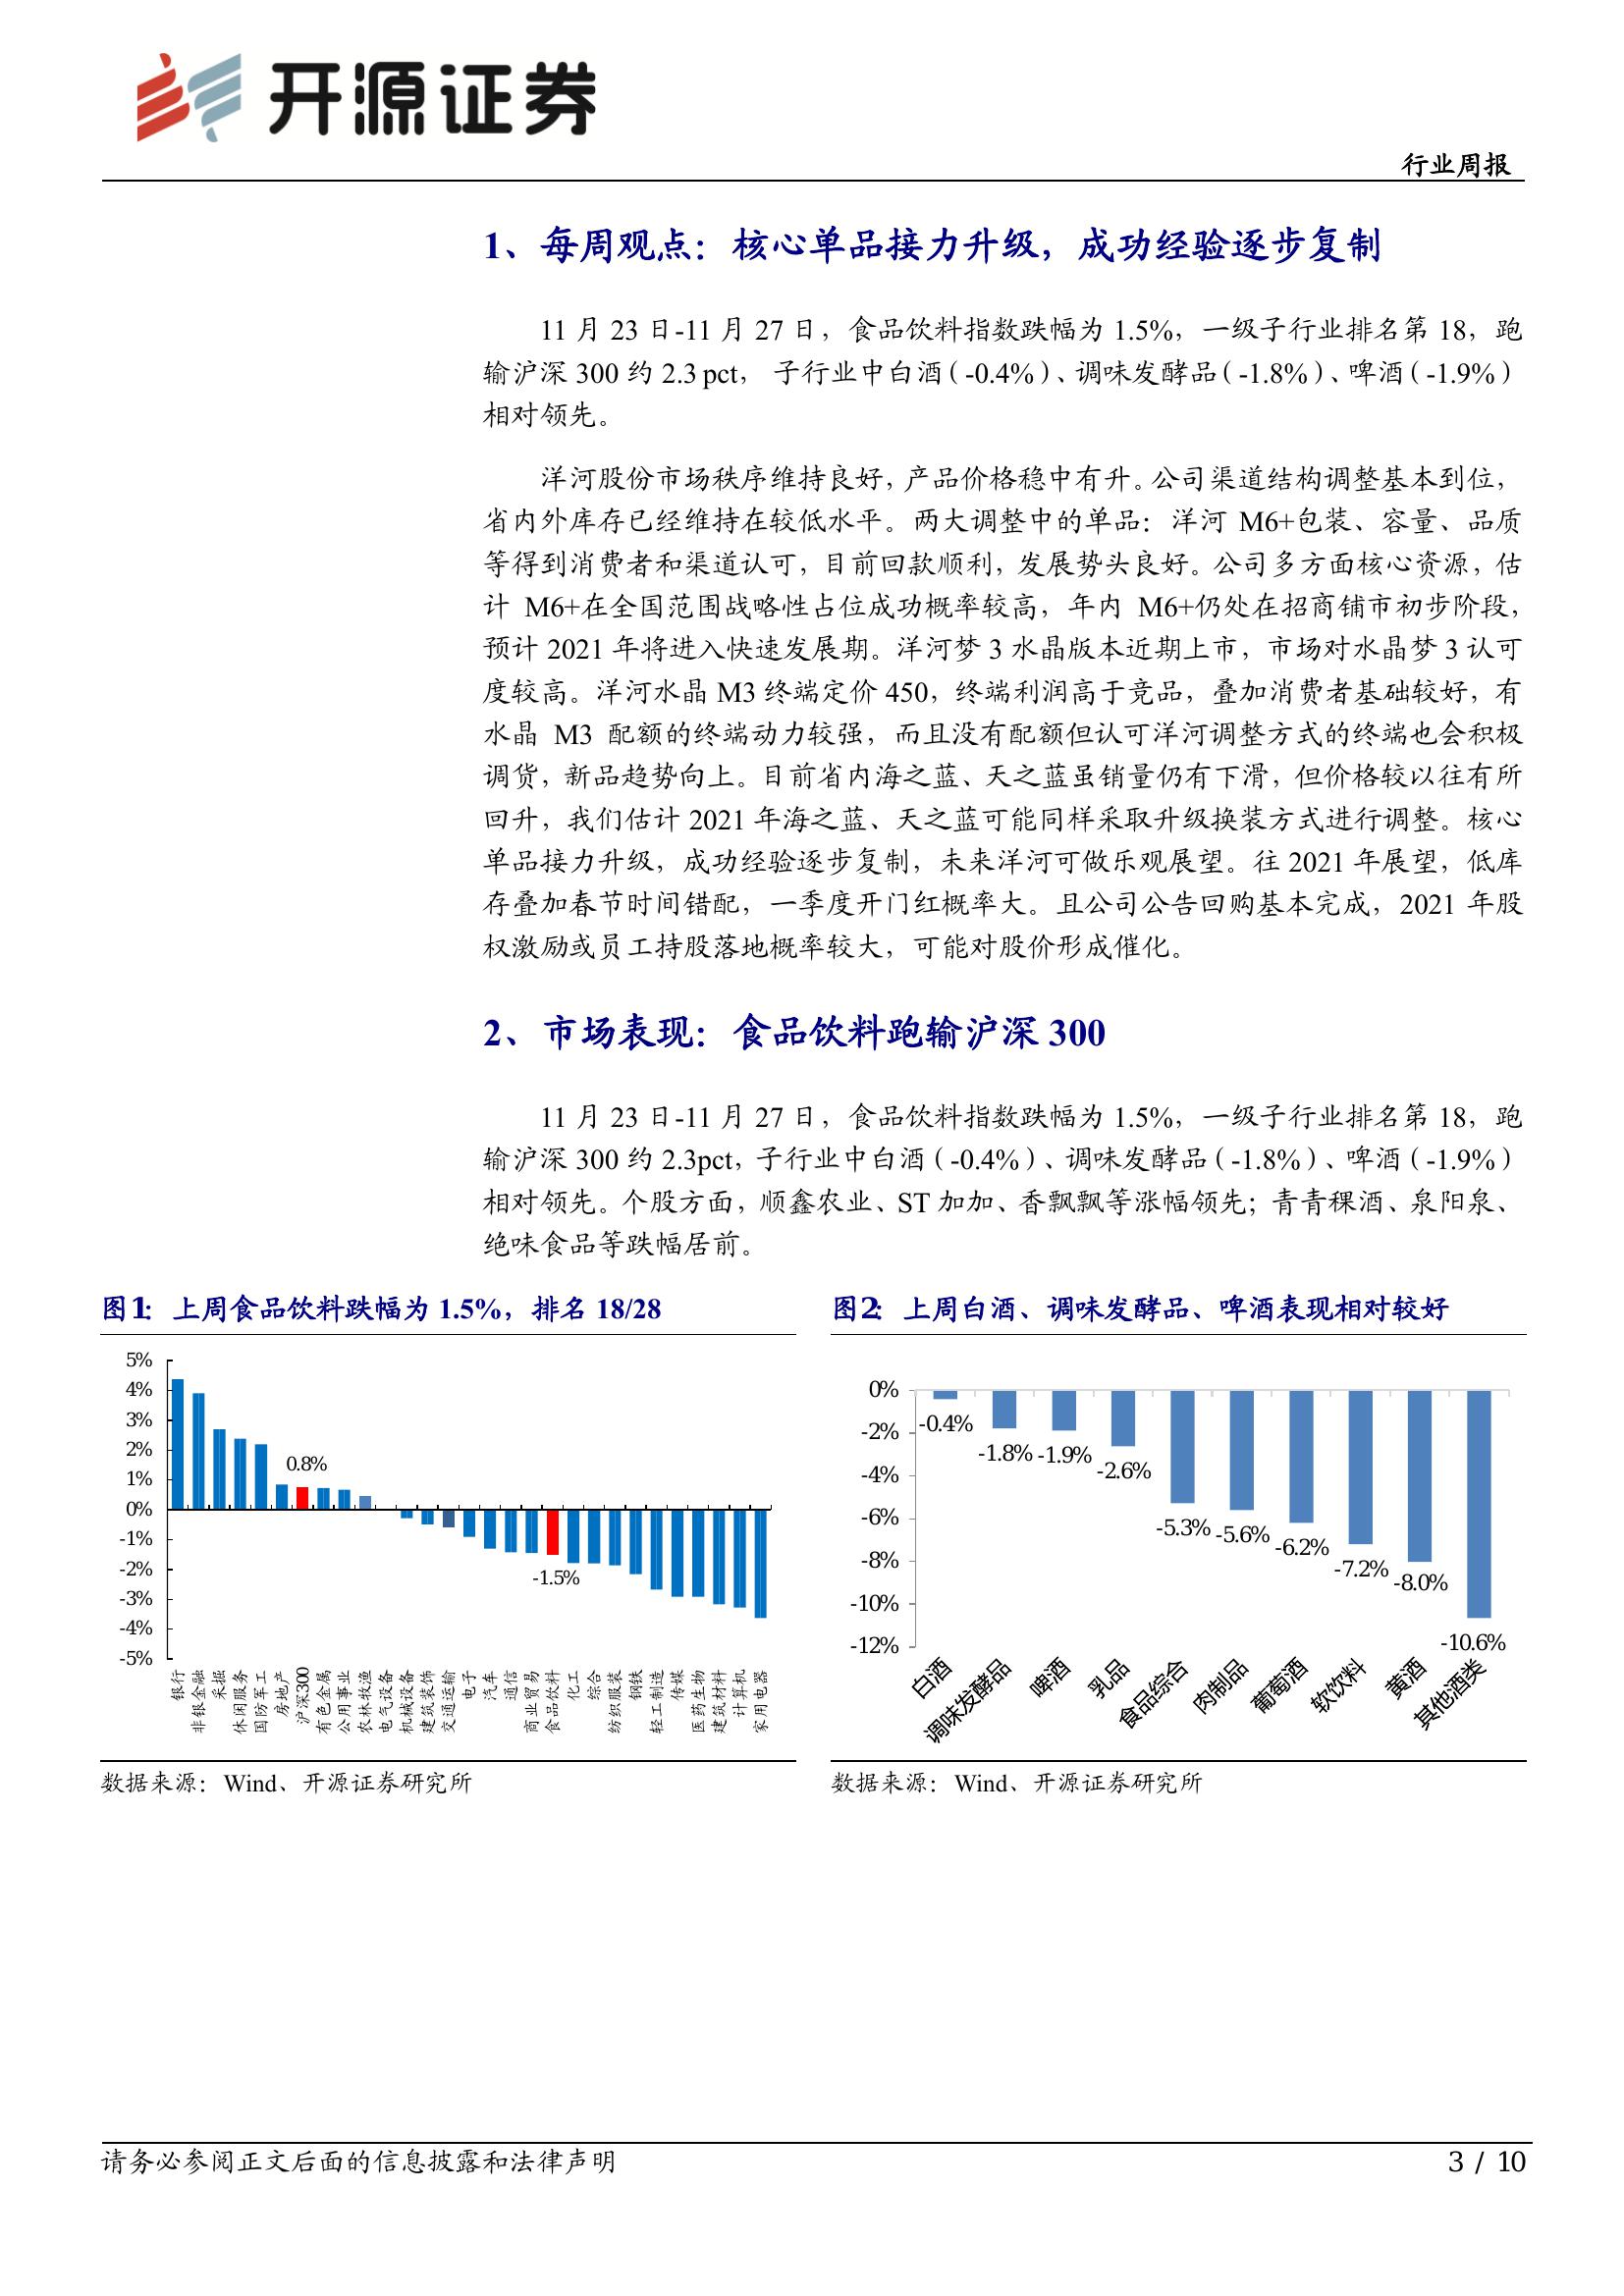 开源证券
行业周报
1、每周观点：核心单品接力升级，成功经验逐步复制
11 月 23 日-11 月 27 日，食品饮料指数跌幅为 1.5%，一级子行业排名第 18，跑
输沪深 300 约 2.3 pct， 子行业中白酒（-0.4%）、调味发酵品（-1.8%）、啤酒（-1.9%）
相对领先。
洋河股份市场秩序维持良好，产品价格稳中有升。公司渠道结构调整基本到位，
省内外库存已经维持在较低水平。两大调整中的单品：洋河 M6+包装、容量、品质
等得到消费者和渠道认可，目前回款顺利，发展势头良好。公司多方面核心资源，估
计 M6+在全国范围战略性占位成功概率较高，年内 M6+仍处在招商铺市初步阶段，
预计 2021 年将进入快速发展期。洋河梦 3 水晶版本近期上市，市场对水晶梦 3 认可
度较高。洋河水晶 M3 终端定价 450，终端利润高于竞品，叠加消费者基础较好，有
水晶 M3 配额的终端动力较强，而且没有配额但认可洋河调整方式的终端也会积极
调货，新品趋势向上。目前省内海之蓝、天之蓝虽销量仍有下滑，但价格较以往有所
回升，我们估计 2021 年海之蓝、天之蓝可能同样采取升级换装方式进行调整。核心
单品接力升级，成功经验逐步复制，未来洋河可做乐观展望。往 2021 年展望，低库
存叠加春节时间错配，一季度开门红概率大。且公司公告回购基本完成，2021 年股
权激励或员工持股落地概率较大，可能对股价形成催化。
2、市场表现：食品饮料跑输沪深 300
11 月 23 日-11 月 27 日，食品饮料指数跌幅为 1.5%，一级子行业排名第 18，跑
输沪深 300 约 2.3pct，子行业中白酒（-0.4%）、调味发酵品（-1.8%）、啤酒（-1.9%）
相对领先。个股方面，顺鑫农业、ST 加加、香飘飘等涨幅领先；青青稞酒、泉阳泉、
绝味食品等跌幅居前。
图1：上周食品饮料跌幅为 1.5%，排名 18/28
5%
4%
3%
2%
1%
0%
-1%
-2%
-3%
-4%
-5%
0.8%
-1.5%
银行
非银金融
采掘
休闲服务
国防军工
房地产
沪深300
有色金属
公用事业
农林牧渔
电气设备
机械设备
建筑装饰
交通运输
电子
汽车
通信
商业贸易
食品饮料
化工
综合
纺织服装
钢铁
轻工制造
传媒
医药生物
建筑材料
计算机
家用电器
数据来源：Wind、开源证券研究所
图2：上周白酒、调味发酵品、啤酒表现相对较好
0%
-2%
-4%
-6%
-8%
-10%
-12%
-0.4%
-1.8%
-1.9%
-2.6%
-5.3%
-5.6%
-6.2%
-7.2%
-8.0%
-10.6%
白酒
调味发酵品
啤酒
乳品
食品综合
肉制品
葡萄酒
软饮料
黄酒
其他酒类
数据来源：Wind、开源证券研究所
请务必参阅正文后面的信息披露和法律声明
3 / 10